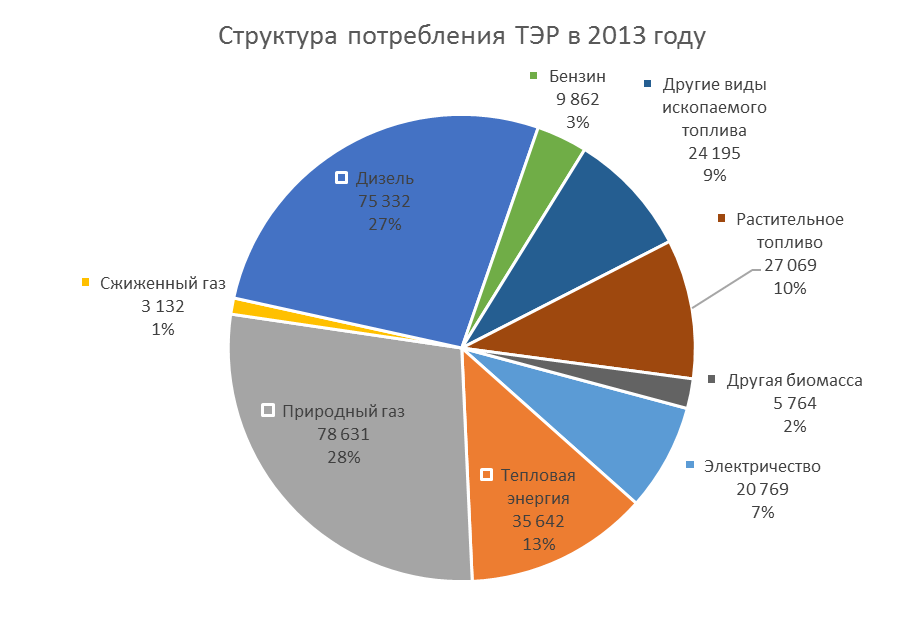 Структура потребления ТЭР в 2013 году
Бензин
9 862
3%
Другие виды
ископаемого
топлива
24 195
9%
Дизель
75 332
27%
Растительное
топливо
27 069
10%
Сжиженный газ
3 132
1%
Другая биомасса
5 764
2%
Природный газ
78 631
28%
Электричество
20 769
7%
Тепловая
энергия
35 642
13%